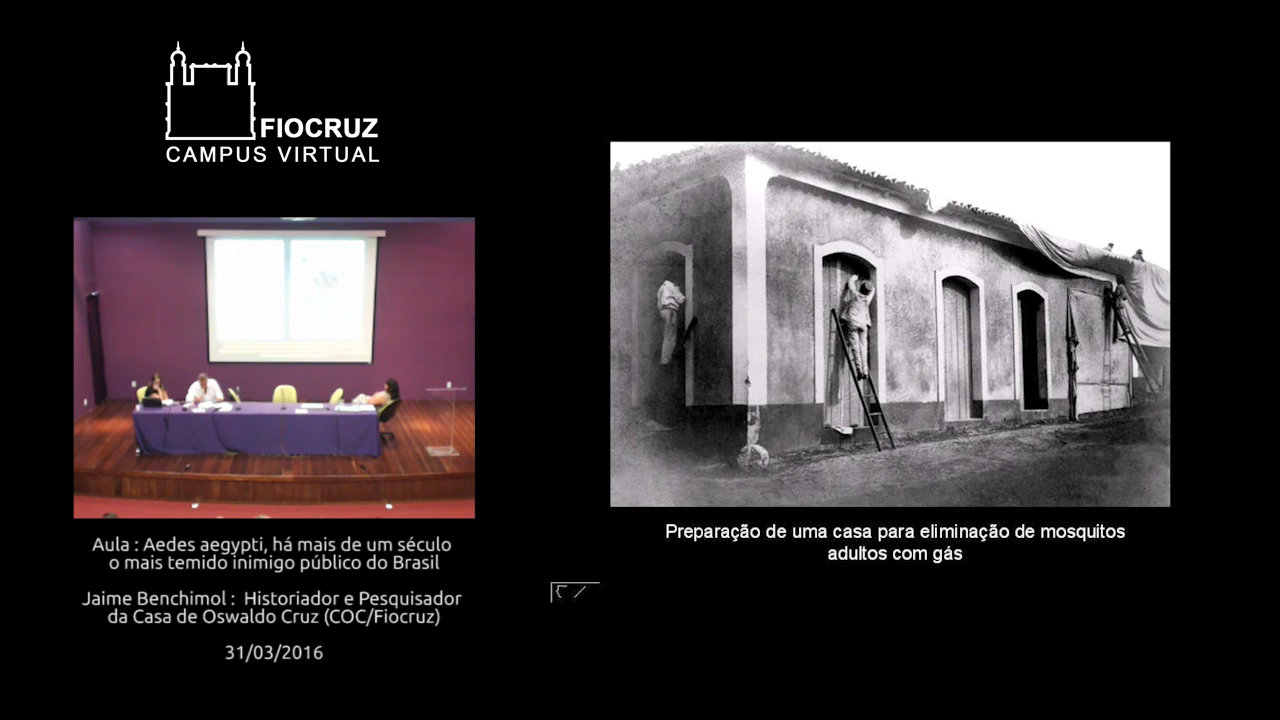 FIOCRUZ
CAMPUS VIRTUAL
Aula : Aedes aegypti, há mais de um século
o mais temido inimigo público do Brasil
Jaime Benchimol : Historiador e Pesquisador
da Casa de Oswaldo Cruz (COC/Fiocruz)
31/03/2016
Preparação de uma casa para eliminação de mosquitos
adultos com gás